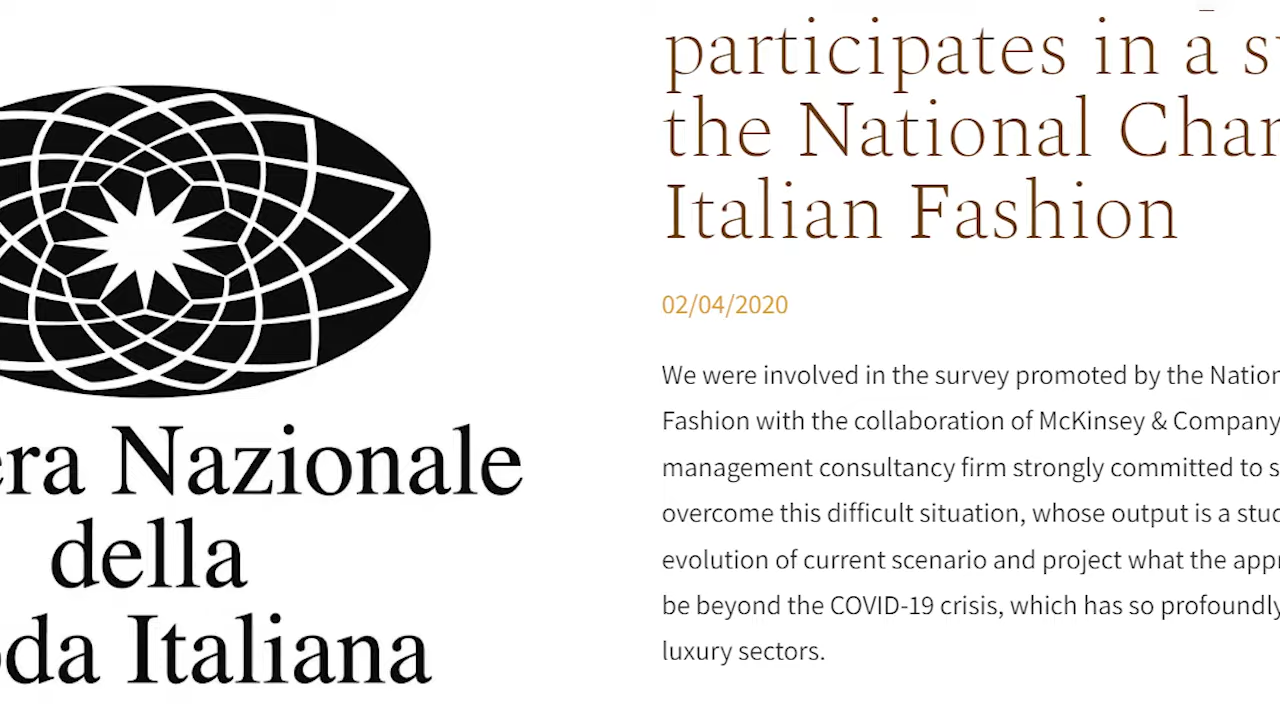 era Nazionale
della
oda Italiana
participates in a s
the National Cha
Italian Fashion
02/04/2020
We were involved in the survey promoted by the Nation
Fashion with the collaboration of McKinsey & Company
management consultancy firm strongly committed to s
overcome this difficult situation, whose output is a stu
evolution of current scenario and project what the app
be beyond the COVID-19 crisis, which has so profoundly
luxury sectors.